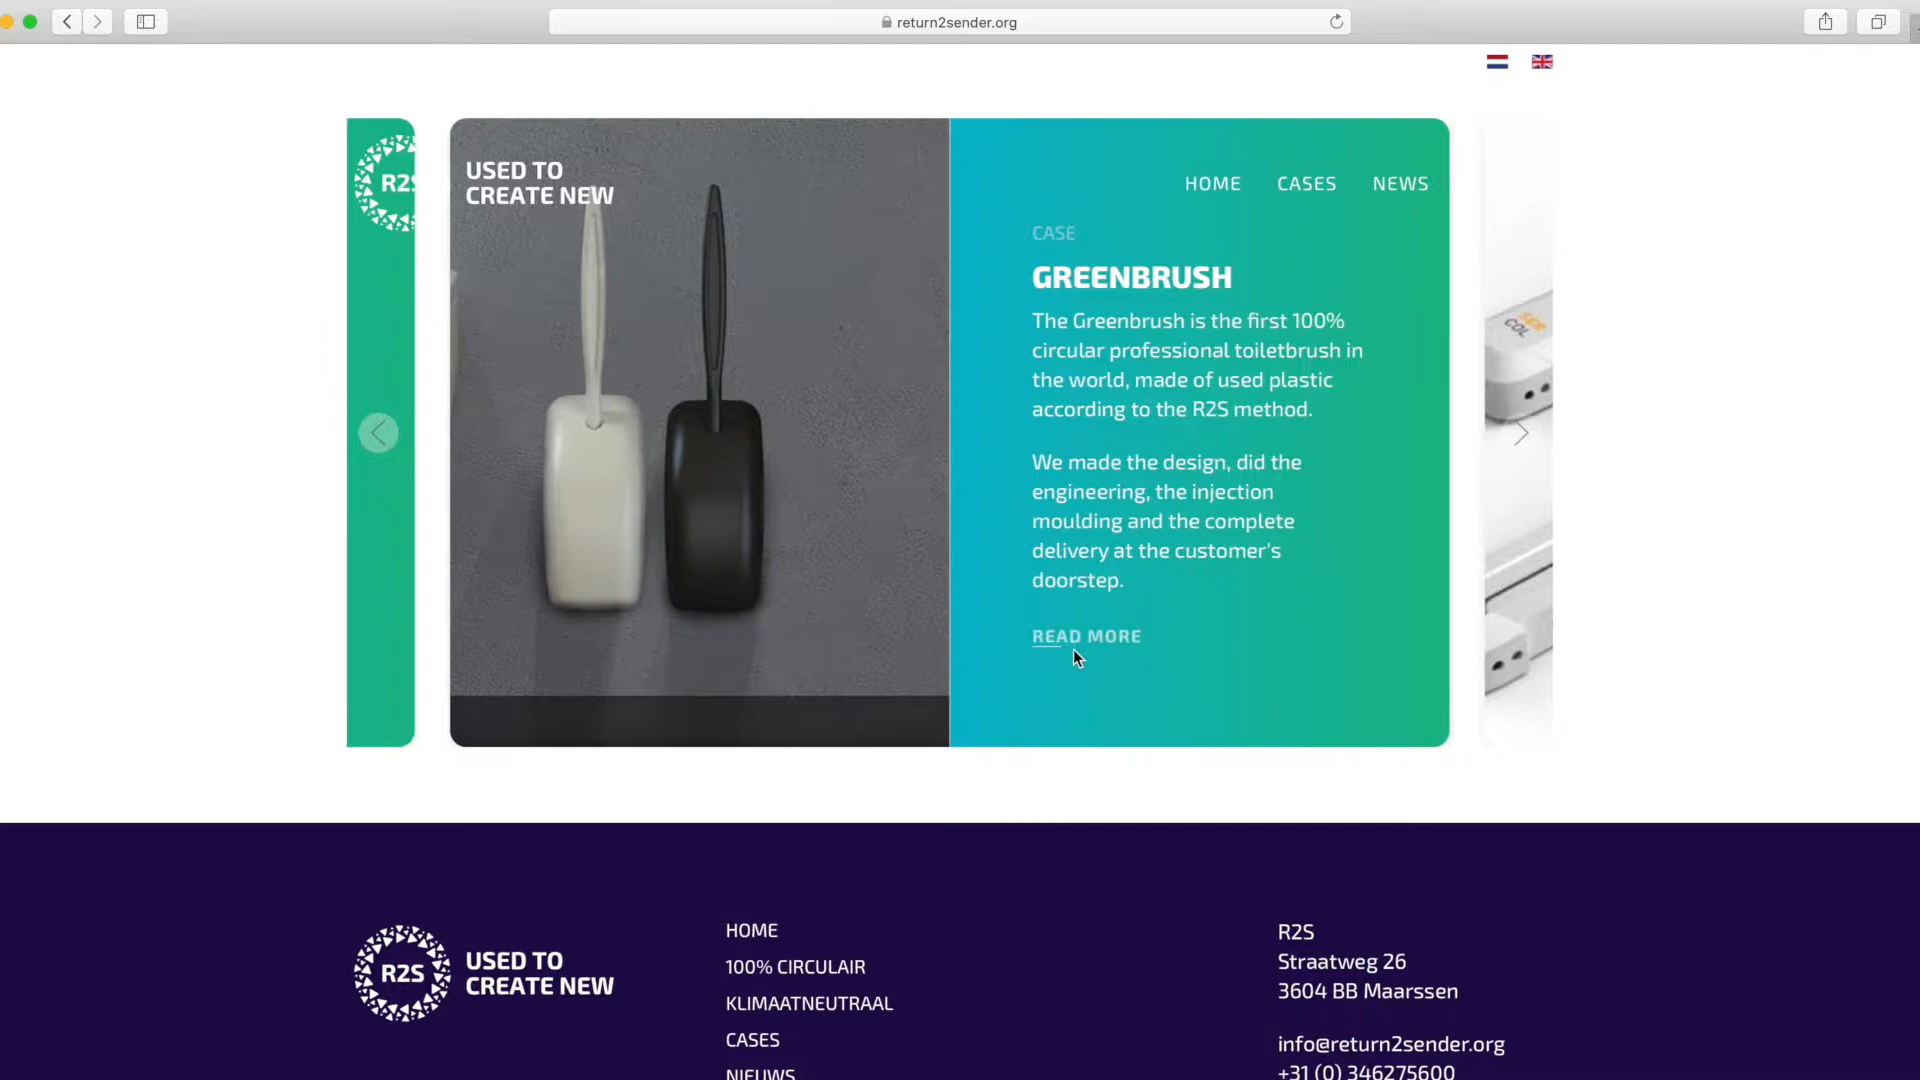 return2sender.org
R2S
USED TO
CREATE NEW
HOME CASES NEWS
CASE
GREENBRUSH
The Greenbrush is the first 100%
circular professional toiletbrush in
the world, made of used plastic
according to the R2S method.
We made the design, did the
engineering, the injection
moulding and the complete
delivery at the customer's
doorstep.
READ MORE
R2S
USED TO
CREATE NEW
HOME
100% CIRCULAIR
KLIMAATNEUTRAAL
CASES
NIEUWS
R2S
Straatweg 26
3604 BB Maarssen
info@return2sender.org
+31 (0) 346275600